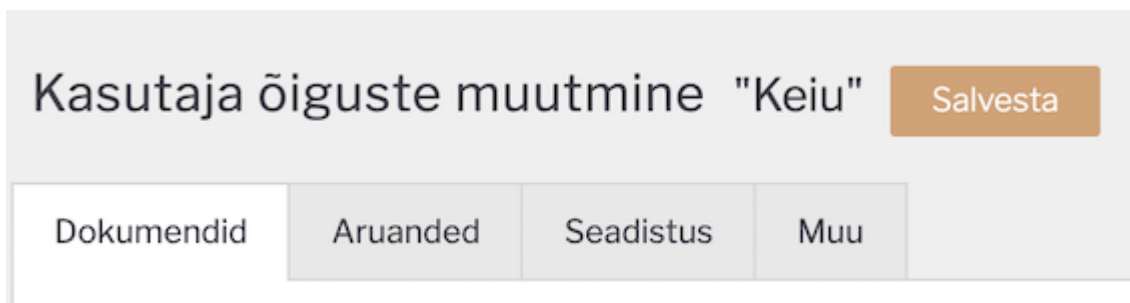 Kasutaja õiguste muutmine "Keiu" Salvesta
Dokumendid Aruanded Seadistus Muu